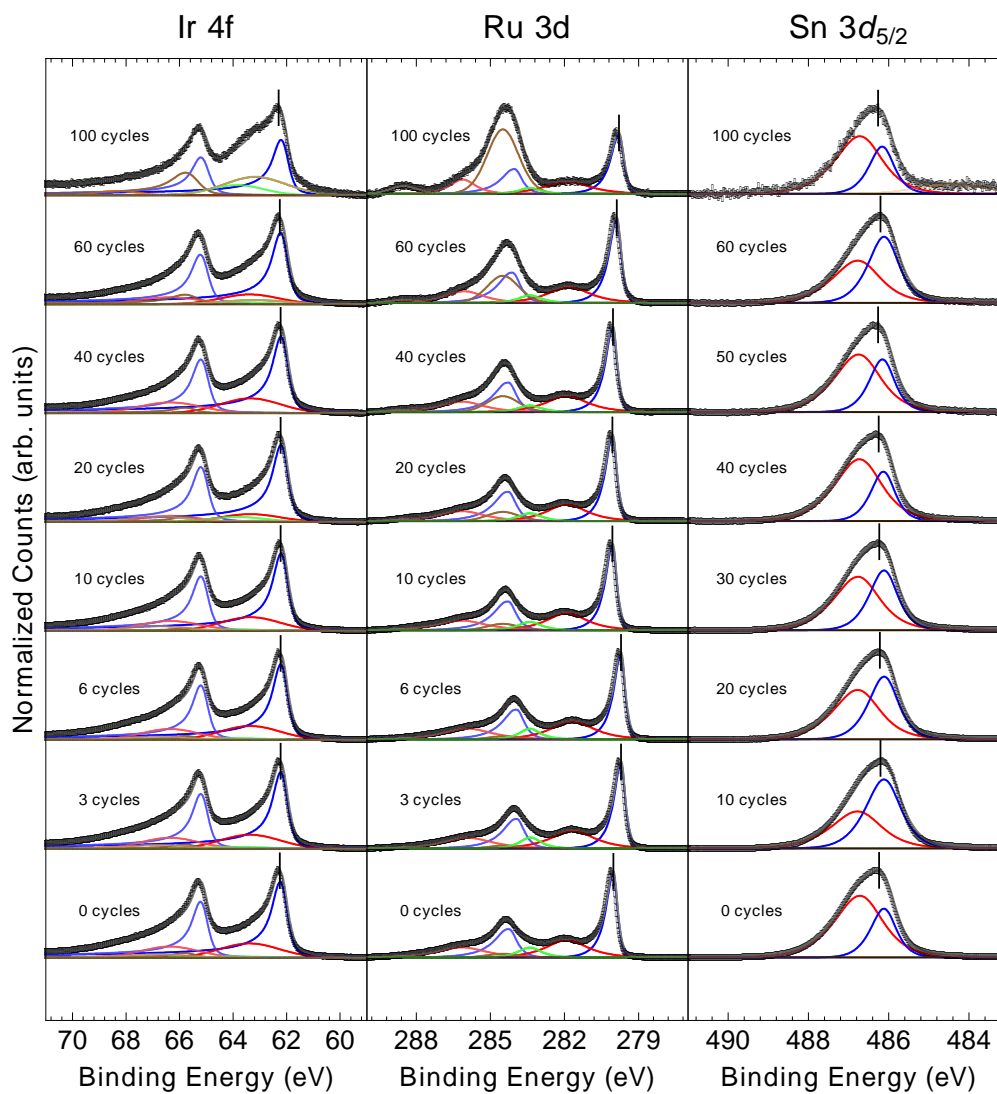 Ir 4f
Ru 3d
Sn 3d5/2
Normalized Counts (arb. units)
100 cycles
60 cycles
40 cycles
20 cycles
10 cycles
6 cycles
3 cycles
0 cycles
70 68 66 64 62 60
Binding Energy (eV)
100 cycles
60 cycles
40 cycles
20 cycles
10 cycles
6 cycles
3 cycles
0 cycles
288 285 282 279
Binding Energy (eV)
100 cycles
60 cycles
50 cycles
40 cycles
30 cycles
20 cycles
10 cycles
0 cycles
490 488 486 484
Binding Energy (eV)